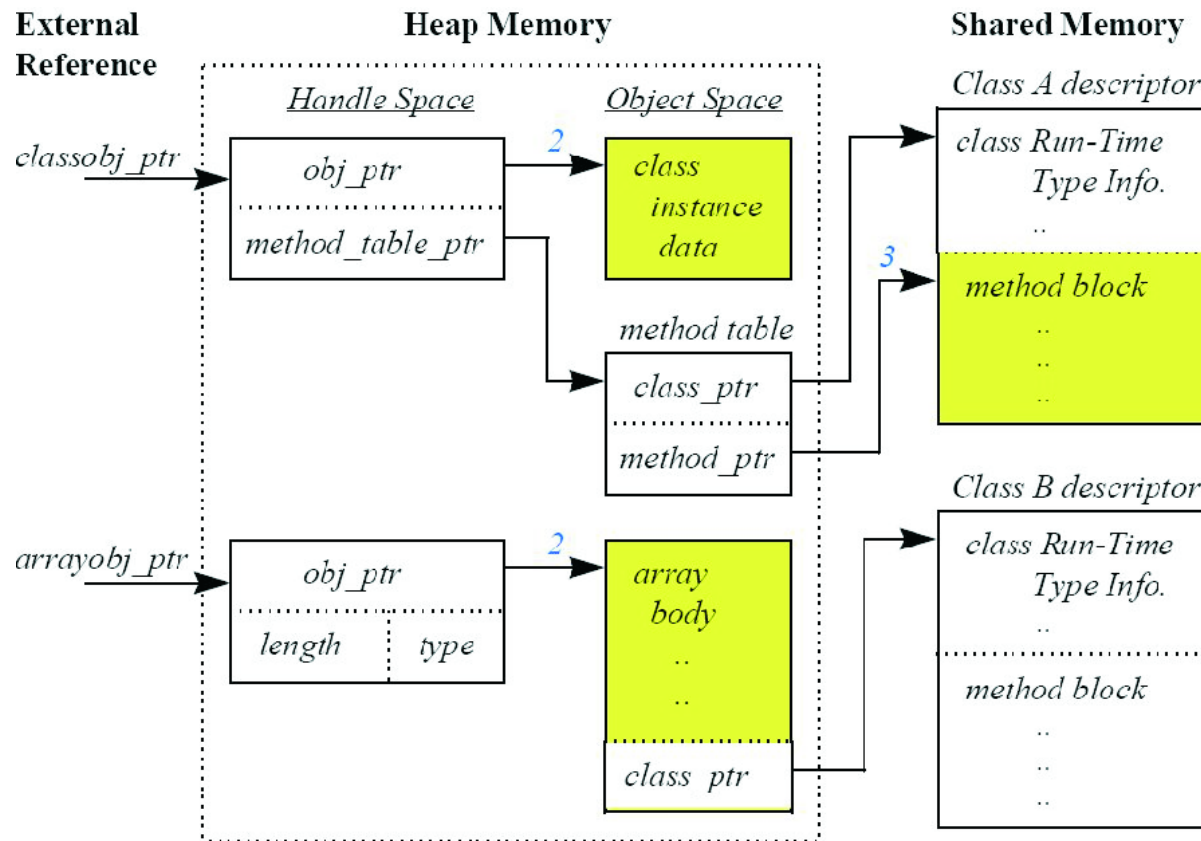 External Reference
Heap Memory
Shared Memory
Handle Space
Object Space
Class A descriptor
classobj_ptr
obj_ptr
method_table_ptr
2
class
instance
data
class Run-Time
Type Info.
..
3
method block
..
..
..
method table
class_ptr
method_ptr
Class B descriptor
arrayobj_ptr
obj_ptr
length
type
2
array
body
..
..
class ptr
class Run-Time
Type Info.
..
method block
..
..
..